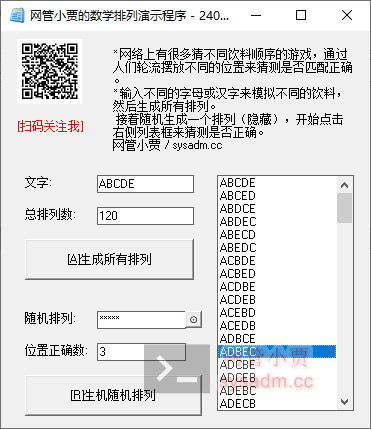 网管小贾的数学排列演示程序 - 240...
*网络上有很多猜不同饮料顺序的游戏，通过
人们轮流摆放不同的位置来猜测是否匹配正确
。
*输入不同的字母或汉字来模拟不同的饮料，
然后生成所有排列。
接着随机生成一个排列（隐藏），开始点击
右侧列表框来猜测是否正确。
网管小贾 / sysadm.cc
[扫码关注我]
文字:
ABCDE
总排列数:
120
[A]生成所有排列
随机排列:
*****
位置正确数:
3
[R]生机随机排列
ABCDE
ABCED
ABDCE
ABDEC
ABECD
ABEDC
ACBDE
ACBED
ACDBE
ACDEB
ACEBD
ACEDB
ADBCE
ADBEC
ADCBE
ADCEB
ADEBC
ADECB
网管小贾
sysadm.cc